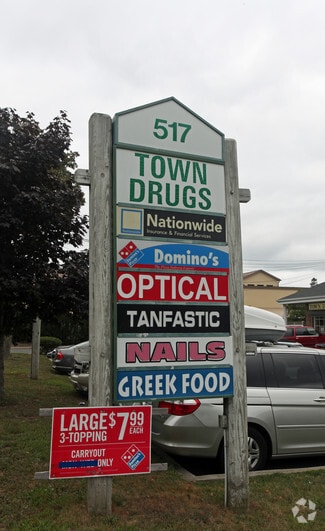 517
TOWN
DRUGS
Nationwide
Insurance & Financial Services
Domino's
OPTICAL
TANFASTIC
NAILS
GREEK FOOD
LARGE $7.99
3-TOPPING EACH
CARRYOUT
ONLY